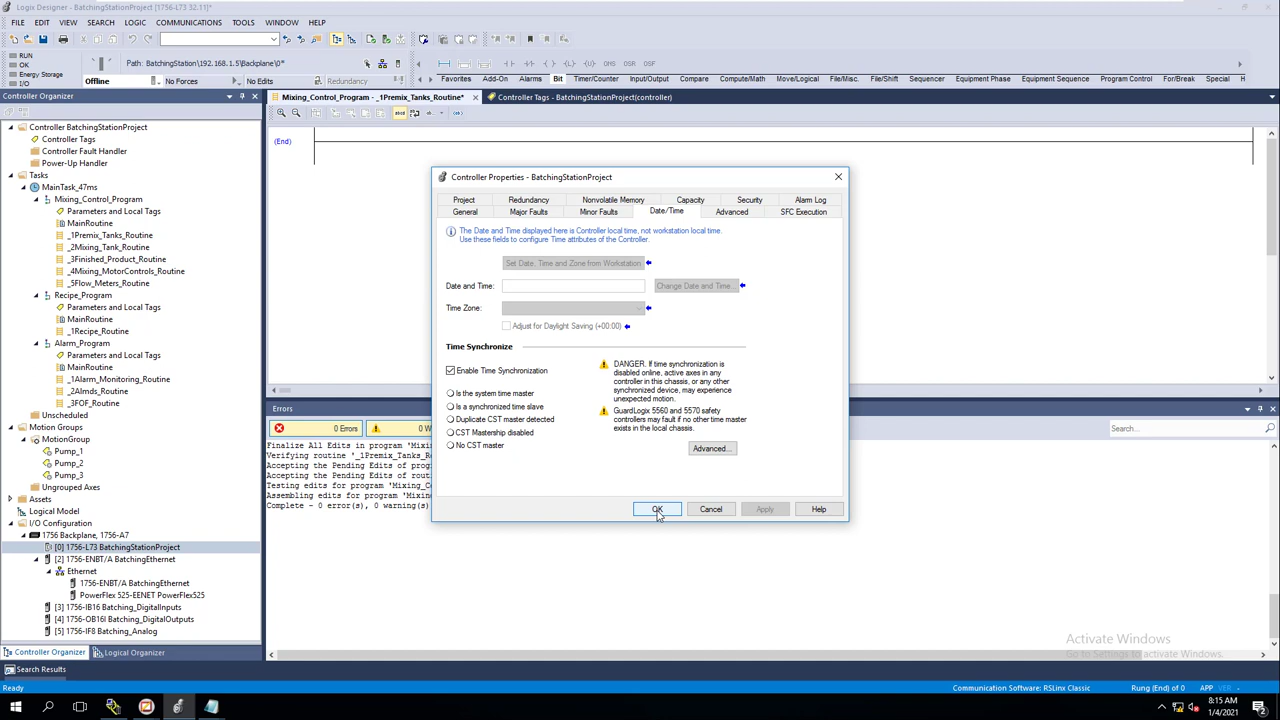 Logix Designer - BatchingStationProject [1756-L73 32.11]*
FILE EDIT VIEW SEARCH LOGIC COMMUNICATIONS TOOLS WINDOW HELP
RUN
OK
Energy Storage
I/O
Path: BatchingStation\192.168.1.5\Backplane\0*
Offline No Forces No Edits Redundancy
Favorites Add-On Alarms Bit Timer/Counter Input/Output Compare Compute/Math Move/Logical File/Misc. File/Shift Sequencer Equipment Phase Equipment Sequence Program Control For/Break Special
Controller Organizer
Mixing_Control_Program - _1Premix_Tanks_Routine* × Controller Tags - BatchingStationProject(controller)
Controller BatchingStationProject
Controller Tags
Controller Fault Handler
Power-Up Handler
Tasks
MainTask_47ms
Mixing_Control_Program
Parameters and Local Tags
MainRoutine
_1Premix_Tanks_Routine
_2Mixing_Tank_Routine
_3Finished_Product_Routine
_4Mixing_MotorControls_Routine
_5Flow_Meters_Routine
Recipe_Program
Parameters and Local Tags
MainRoutine
_1Recipe_Routine
Alarm_Program
Parameters and Local Tags
MainRoutine
_1Alarm_Monitoring_Routine
_2Almds_Routine
_3FOF_Routine
Unscheduled
Motion Groups
MotionGroup
Pump_1
Pump_2
Pump_3
Ungrouped Axes
Assets
Logical Model
I/O Configuration
1756 Backplane, 1756-A7
[0] 1756-L73 BatchingStationProject
[2] 1756-ENBT/A BatchingEthernet
Ethernet
1756-ENBT/A BatchingEthernet
PowerFlex 525-EENET PowerFlex525
[3] 1756-IB16 Batching_DigitalInputs
[4] 1756-OB16I Batching_DigitalOutputs
[5] 1756-IF8 Batching_Analog
Controller Organizer Logical Organizer
(End)
Controller Properties - BatchingStationProject
Project Redundancy Nonvolatile Memory Capacity Security Alarm Log
General Major Faults Minor Faults Date/Time Advanced SFC Execution
The Date and Time displayed here is Controller local time, not workstation local time.
Use these fields to configure Time attributes of the Controller.
Set Date, Time and Zone from Workstation
Date and Time: Change Date and Time...
Time Zone:
Adjust for Daylight Saving (+00:00)
Time Synchronize
Enable Time Synchronization
Is the system time master
Is a synchronized time slave
Duplicate CST master detected
CST Mastership disabled
No CST master
DANGER. If time synchronization is
disabled online, active axes in any
controller in this chassis, or any other
synchronized device, may experience
unexpected motion.
GuardLogix 5560 and 5570 safety
controllers may fault if no other time master
exists in the local chassis.
Advanced...
OK Cancel Apply Help
Errors
0 Errors 0 W Search...
Finalize All Edits in program 'Mixing
Verifying routine '_1Premix_Tanks_Ro
Accepting the Pending Edits of prog
Accepting the Pending Edits of rout
Testing edits for program 'Mixing_C
Assembling edits for program 'Mixin
Complete - 0 error(s), 0 warning(s)
Activate Windows
Go to Settings to activate Windows.
Search Results
Ready Communication Software: RSLinx Classic Rung (End) of 0 APP VER
8:15 AM
1/4/2021
2